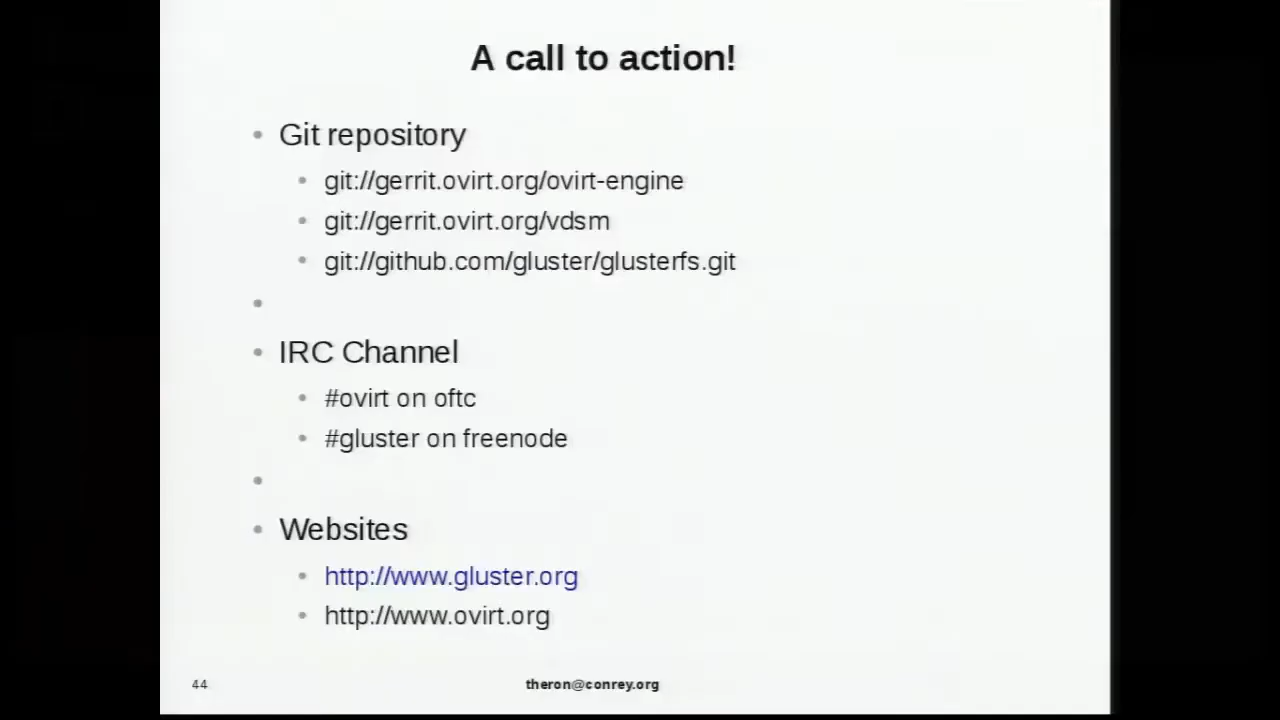 A call to action!
Git repository
git://gerrit.ovirt.org/ovirt-engine
git://gerrit.ovirt.org/vdsm
git://github.com/gluster/glusterfs.git
IRC Channel
#ovirt on oftc
#gluster on freenode
Websites
http://www.gluster.org
http://www.ovirt.org
44
theron@conrey.org